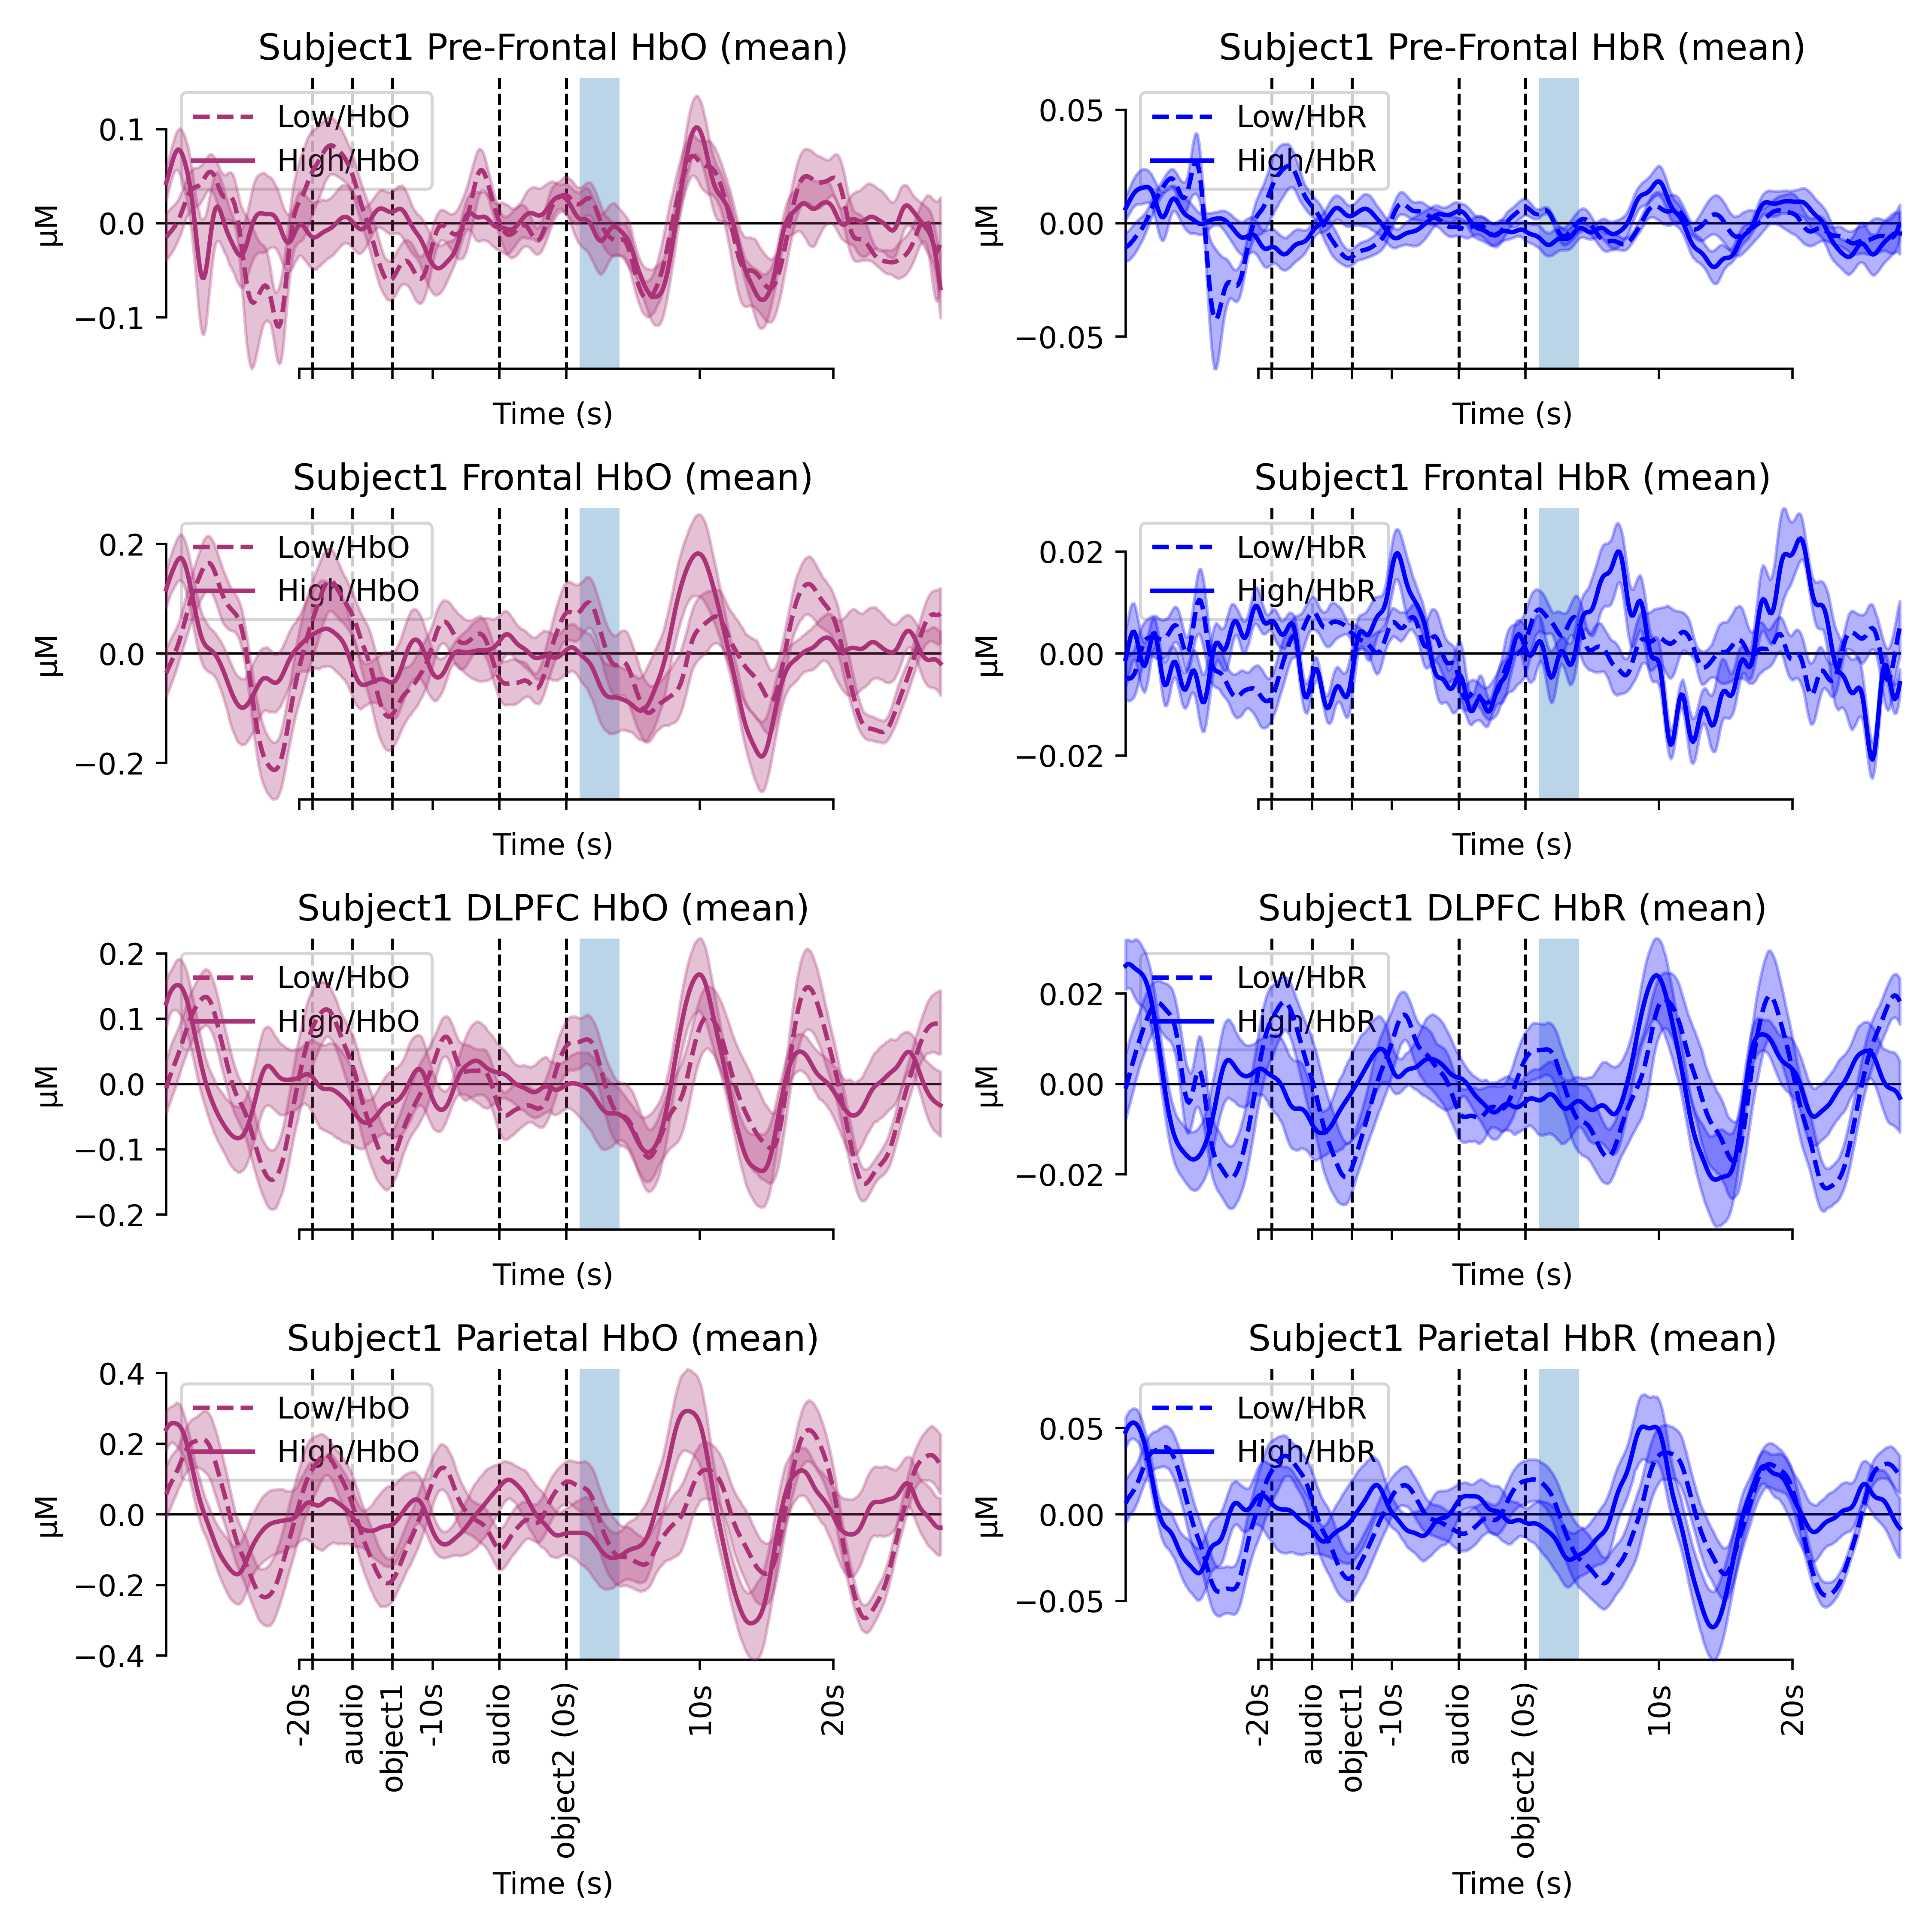 Subject1 Pre-Frontal HbO (mean)
Low/HbO
High/HbO
0.1
0.0
−0.1
µM
Time (s)
Subject1 Pre-Frontal HbR (mean)
Low/HbR
High/HbR
0.05
0.00
−0.05
µM
Time (s)
Subject1 Frontal HbO (mean)
Low/HbO
High/HbO
0.2
0.0
−0.2
µM
Time (s)
Subject1 Frontal HbR (mean)
Low/HbR
High/HbR
0.02
0.00
−0.02
µM
Time (s)
Subject1 DLPFC HbO (mean)
Low/HbO
High/HbO
0.2
0.1
0.0
−0.1
−0.2
µM
Time (s)
Subject1 DLPFC HbR (mean)
Low/HbR
High/HbR
0.02
0.00
−0.02
µM
Time (s)
Subject1 Parietal HbO (mean)
Low/HbO
High/HbO
0.4
0.2
0.0
−0.2
−0.4
µM
-20s
audio
object1
-10s
audio
object2 (0s)
10s
20s
Time (s)
Subject1 Parietal HbR (mean)
Low/HbR
High/HbR
0.05
0.00
−0.05
µM
-20s
audio
object1
-10s
audio
object2 (0s)
10s
20s
Time (s)